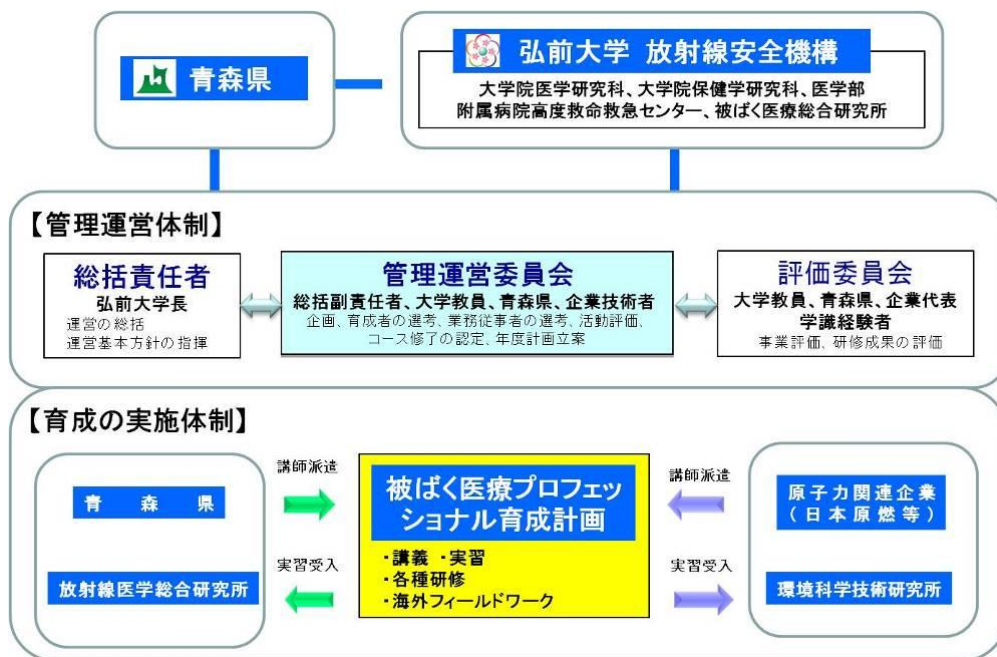 青森県
弘前大学 放射線安全機構
大学院医学研究科、大学院保健学研究科、医学部
附属病院高度救命救急センター、被ばく医療総合研究所
【管理運営体制】
総括責任者
弘前大学長
運営の総括
運営基本方針の指揮
管理運営委員会
総括副責任者、大学教員、青森県、企業技術者
企画、育成者の選考、業務従事者の選考、活動評価、
コース修了の認定、年度計画立案
評価委員会
大学教員、青森県、企業代表
学識経験者
事業評価、研修成果の評価
【育成の実施体制】
青 森 県
放射線医学総合研究所
講師派遣
実習受入
被ばく医療プロフェッ
ショナル育成計画
・講義 ・実習
・各種研修
・海外フィールドワーク
講師派遣
実習受入
原子力関連企業
(日本原燃等)
環境科学技術研究所